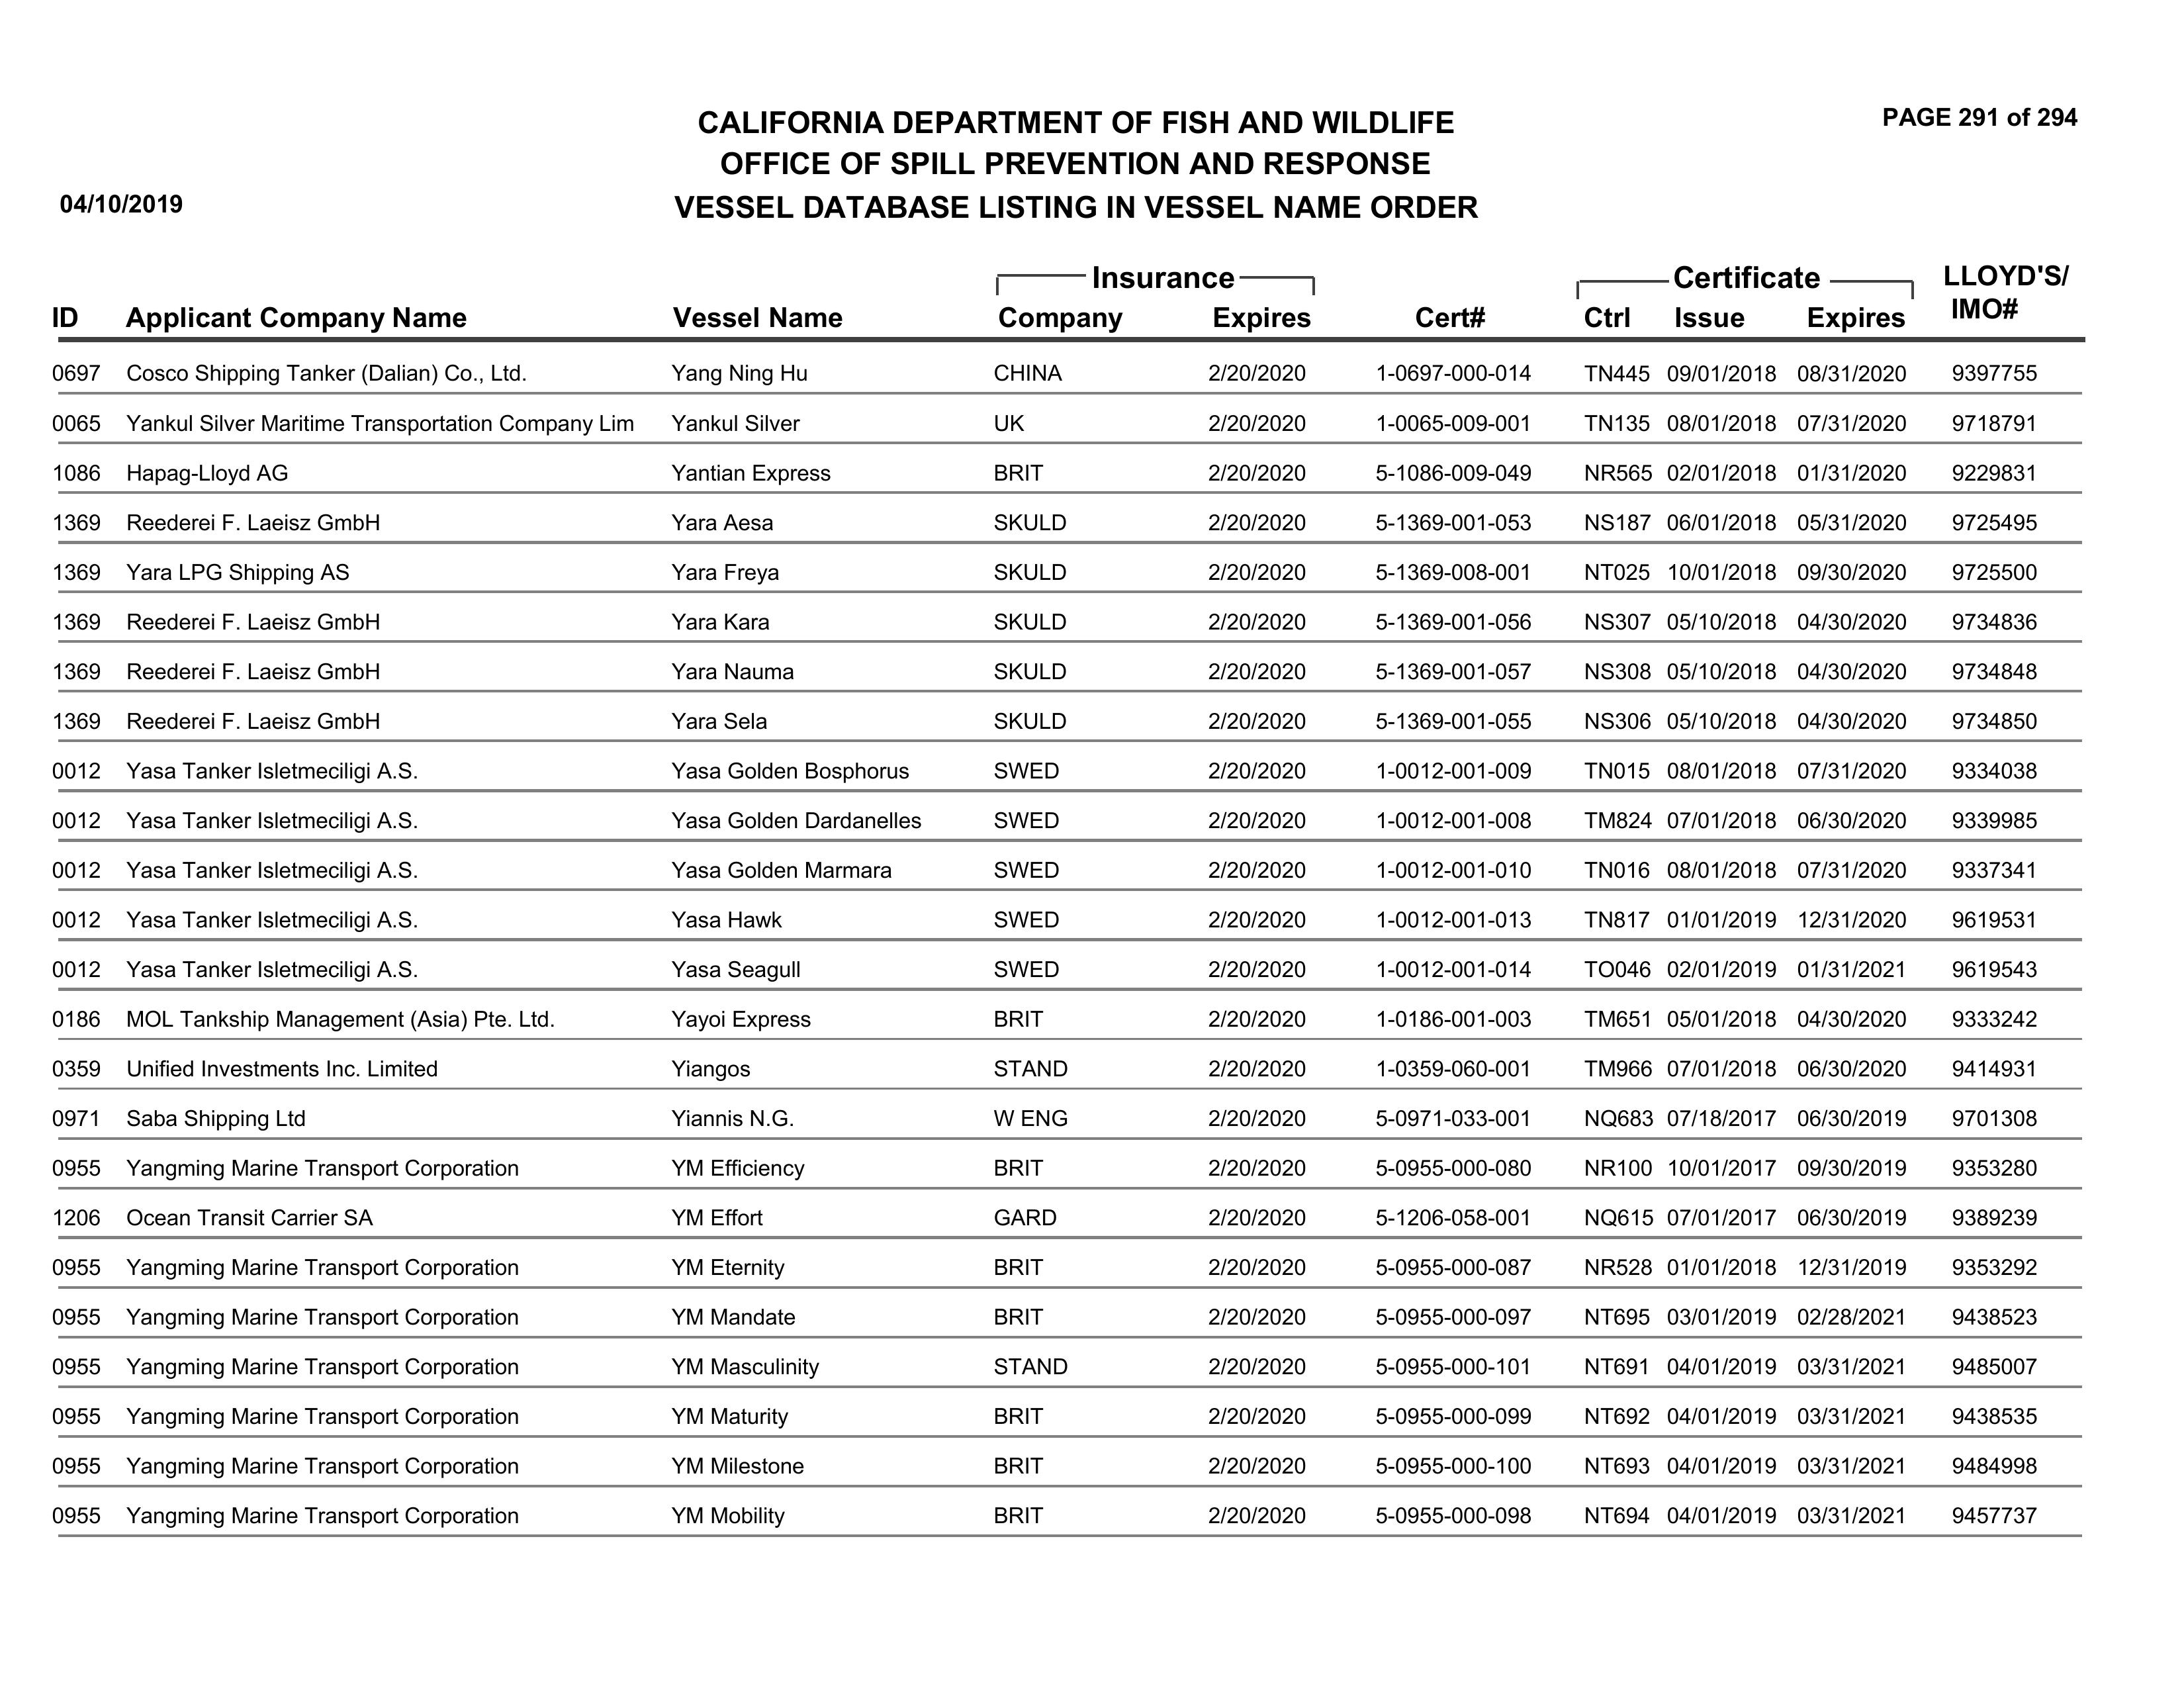 PAGE 291 of 294
CALIFORNIA DEPARTMENT OF FISH AND WILDLIFE
OFFICE OF SPILL PREVENTION AND RESPONSE
04/10/2019 VESSEL DATABASE LISTING IN VESSEL NAME ORDER
Insurance Certificate LLOYD'S/
ID Applicant Company Name Vessel Name Company Expires Cert# Ctrl Issue Expires IMO#
0697 Cosco Shipping Tanker (Dalian) Co., Ltd. Yang Ning Hu CHINA 2/20/2020 1-0697-000-014 TN445 09/01/2018 08/31/2020 9397755
0065 Yankul Silver Maritime Transportation Company Lim Yankul Silver UK 2/20/2020 1-0065-009-001 TN135 08/01/2018 07/31/2020 9718791
1086 Hapag-Lloyd AG Yantian Express BRIT 2/20/2020 5-1086-009-049 NR565 02/01/2018 01/31/2020 9229831
1369 Reederei F. Laeisz GmbH Yara Aesa SKULD 2/20/2020 5-1369-001-053 NS187 06/01/2018 05/31/2020 9725495
1369 Yara LPG Shipping AS Yara Freya SKULD 2/20/2020 5-1369-008-001 NT025 10/01/2018 09/30/2020 9725500
1369 Reederei F. Laeisz GmbH Yara Kara SKULD 2/20/2020 5-1369-001-056 NS307 05/10/2018 04/30/2020 9734836
1369 Reederei F. Laeisz GmbH Yara Nauma SKULD 2/20/2020 5-1369-001-057 NS308 05/10/2018 04/30/2020 9734848
1369 Reederei F. Laeisz GmbH Yara Sela SKULD 2/20/2020 5-1369-001-055 NS306 05/10/2018 04/30/2020 9734850
0012 Yasa Tanker Isletmeciligi A.S. Yasa Golden Bosphorus SWED 2/20/2020 1-0012-001-009 TN015 08/01/2018 07/31/2020 9334038
0012 Yasa Tanker Isletmeciligi A.S. Yasa Golden Dardanelles SWED 2/20/2020 1-0012-001-008 TM824 07/01/2018 06/30/2020 9339985
0012 Yasa Tanker Isletmeciligi A.S. Yasa Golden Marmara SWED 2/20/2020 1-0012-001-010 TN016 08/01/2018 07/31/2020 9337341
0012 Yasa Tanker Isletmeciligi A.S. Yasa Hawk SWED 2/20/2020 1-0012-001-013 TN817 01/01/2019 12/31/2020 9619531
0012 Yasa Tanker Isletmeciligi A.S. Yasa Seagull SWED 2/20/2020 1-0012-001-014 TO046 02/01/2019 01/31/2021 9619543
0186 MOL Tankship Management (Asia) Pte. Ltd. Yayoi Express BRIT 2/20/2020 1-0186-001-003 TM651 05/01/2018 04/30/2020 9333242
0359 Unified Investments Inc. Limited Yiangos STAND 2/20/2020 1-0359-060-001 TM966 07/01/2018 06/30/2020 9414931
0971 Saba Shipping Ltd Yiannis N.G. W ENG 2/20/2020 5-0971-033-001 NQ683 07/18/2017 06/30/2019 9701308
0955 Yangming Marine Transport Corporation YM Efficiency BRIT 2/20/2020 5-0955-000-080 NR100 10/01/2017 09/30/2019 9353280
1206 Ocean Transit Carrier SA YM Effort GARD 2/20/2020 5-1206-058-001 NQ615 07/01/2017 06/30/2019 9389239
0955 Yangming Marine Transport Corporation YM Eternity BRIT 2/20/2020 5-0955-000-087 NR528 01/01/2018 12/31/2019 9353292
0955 Yangming Marine Transport Corporation YM Mandate BRIT 2/20/2020 5-0955-000-097 NT695 03/01/2019 02/28/2021 9438523
0955 Yangming Marine Transport Corporation YM Masculinity STAND 2/20/2020 5-0955-000-101 NT691 04/01/2019 03/31/2021 9485007
0955 Yangming Marine Transport Corporation YM Maturity BRIT 2/20/2020 5-0955-000-099 NT692 04/01/2019 03/31/2021 9438535
0955 Yangming Marine Transport Corporation YM Milestone BRIT 2/20/2020 5-0955-000-100 NT693 04/01/2019 03/31/2021 9484998
0955 Yangming Marine Transport Corporation YM Mobility BRIT 2/20/2020 5-0955-000-098 NT694 04/01/2019 03/31/2021 9457737